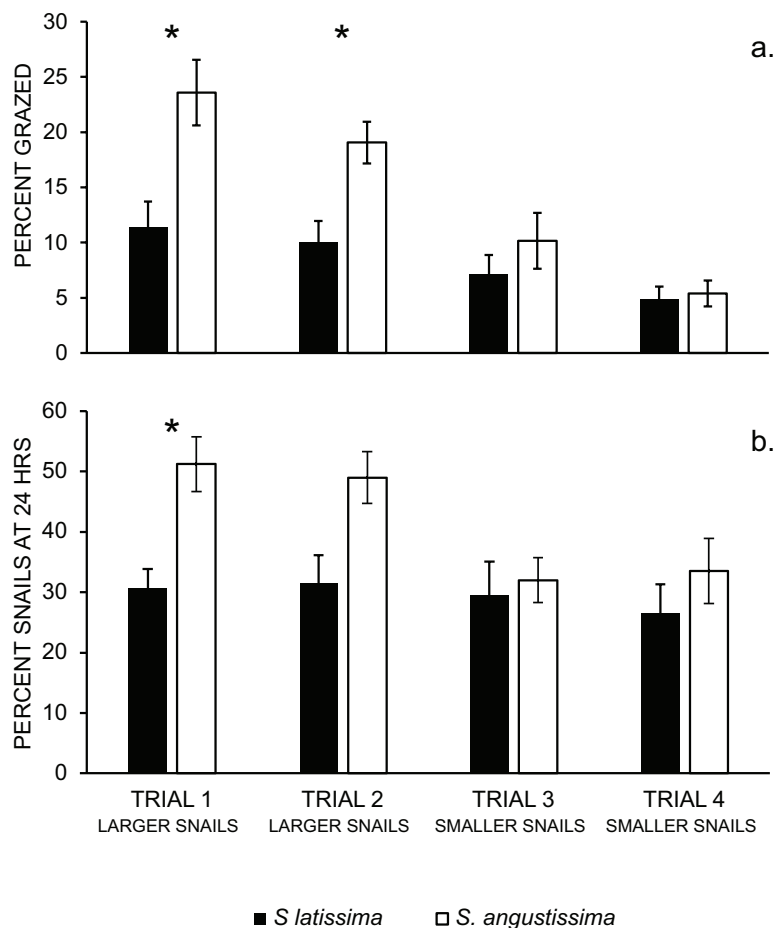 30
*
*
a.
25
20
15
10
5
0
PERCENT GRAZED
60
*
b.
50
40
30
20
10
0
PERCENT SNAILS AT 24 HRS
TRIAL 1 TRIAL 2 TRIAL 3 TRIAL 4
LARGER SNAILS LARGER SNAILS SMALLER SNAILS SMALLER SNAILS
S latissima S. angustissima